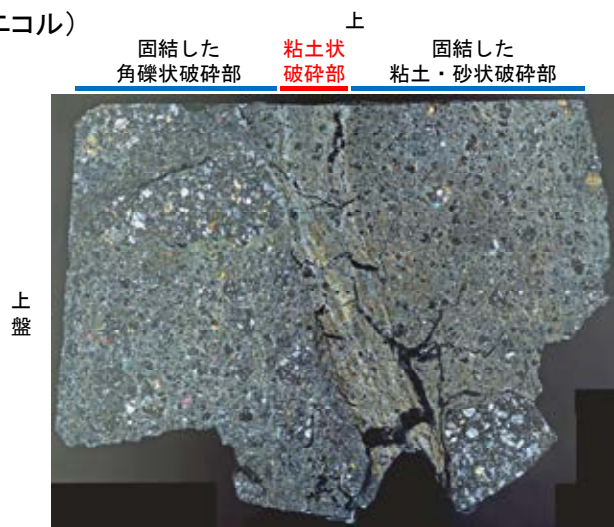 ニコル）
上
固結した
角礫状破砕部
粘土状
破砕部
固結した
粘土・砂状破砕部
上
盤